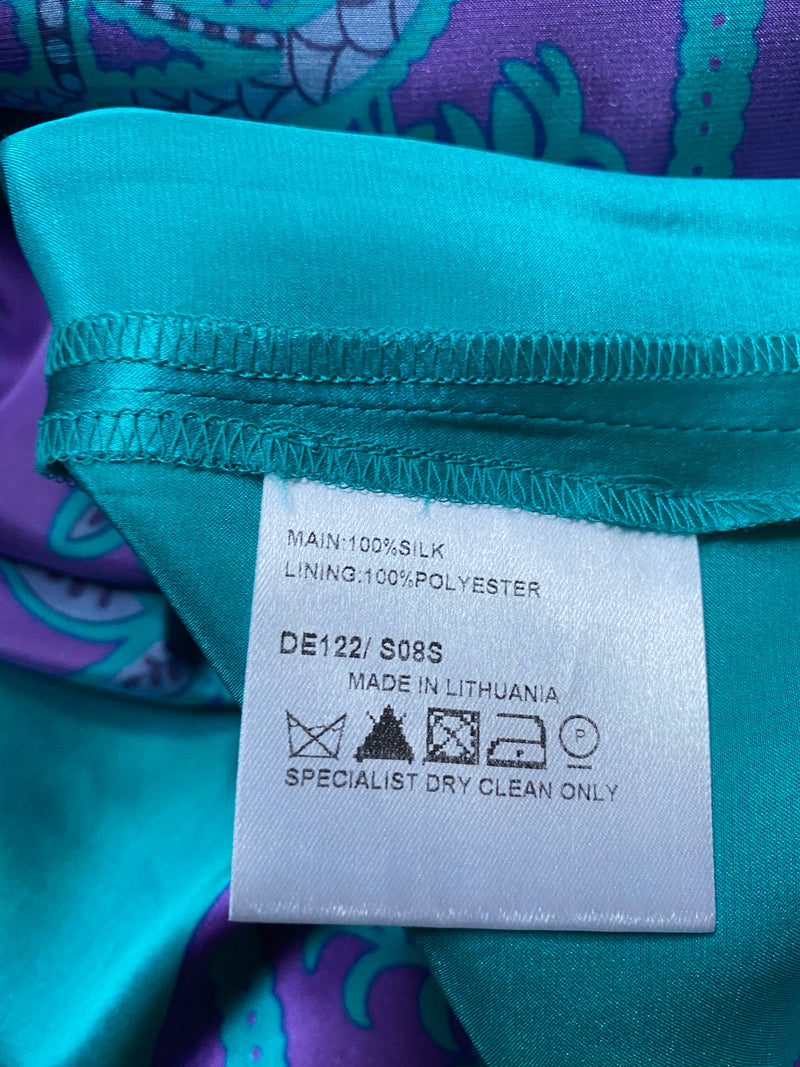 MAIN:100%SILK
LINING:100%POLYESTER
DE122/ S08S
MADE IN LITHUANIA
P
SPECIALIST DRY CLEAN ONLY